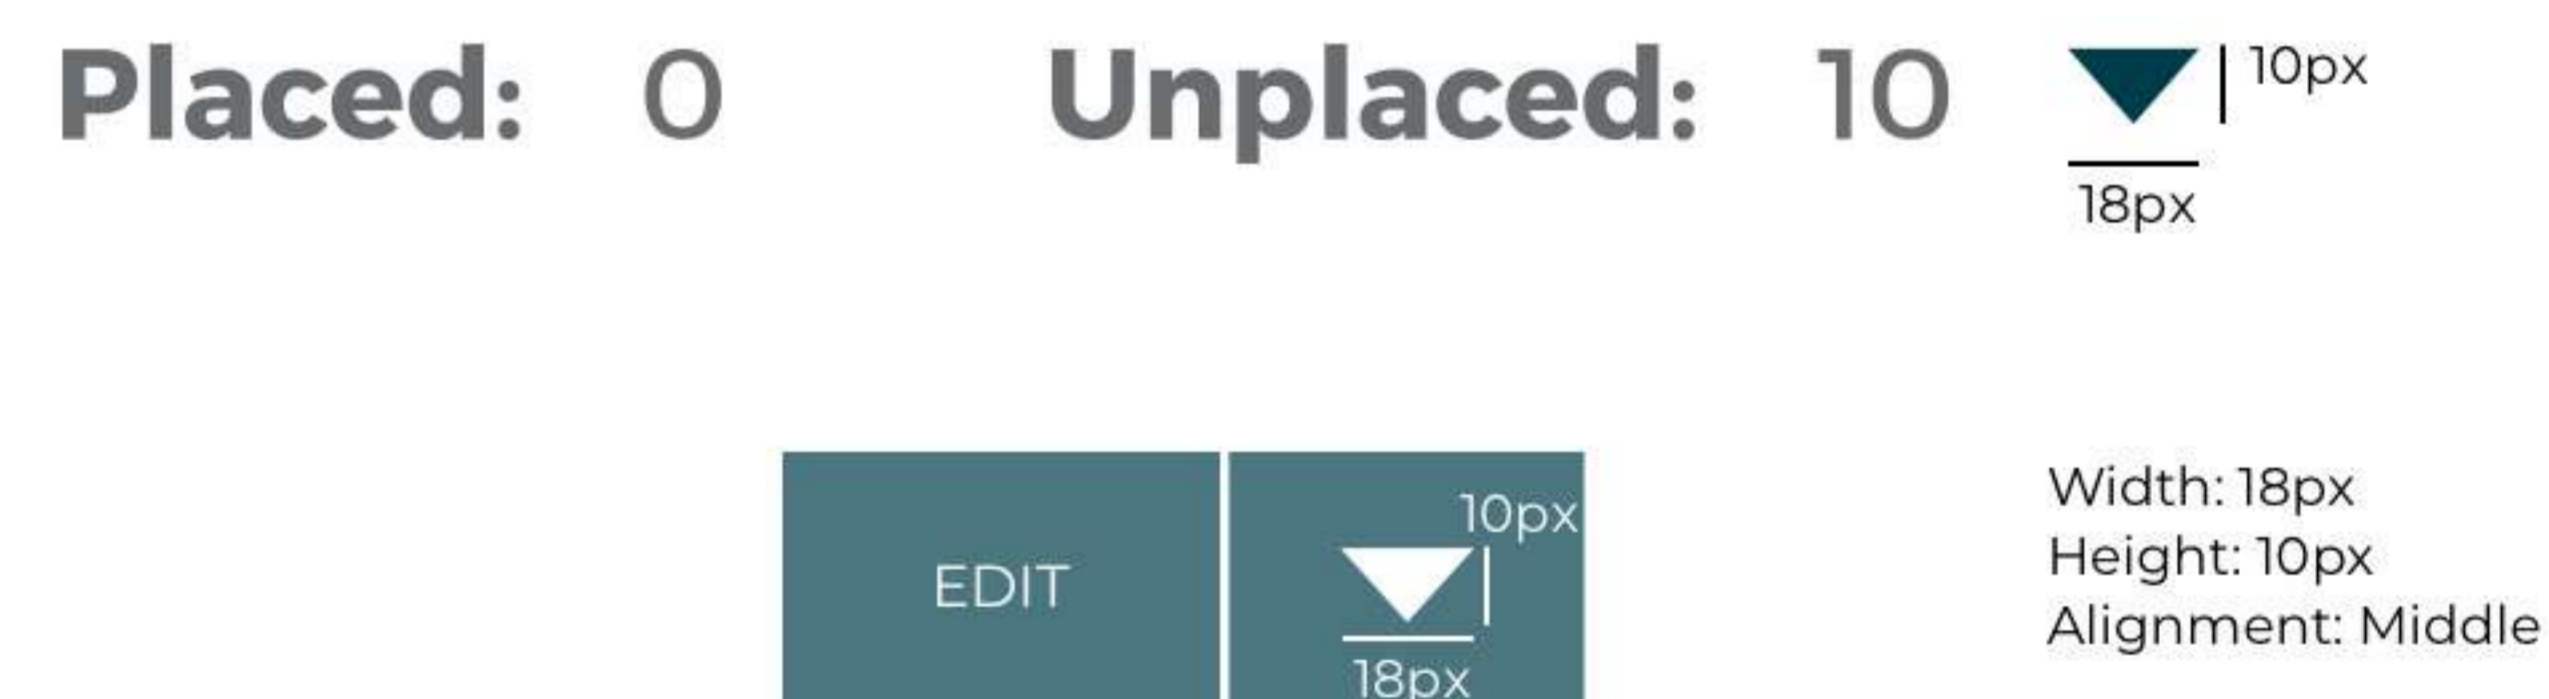 Placed: 0 Unplaced: 10 10px
18px
10px
EDIT
18px
Width: 18px
Height: 10px
Alignment: Middle